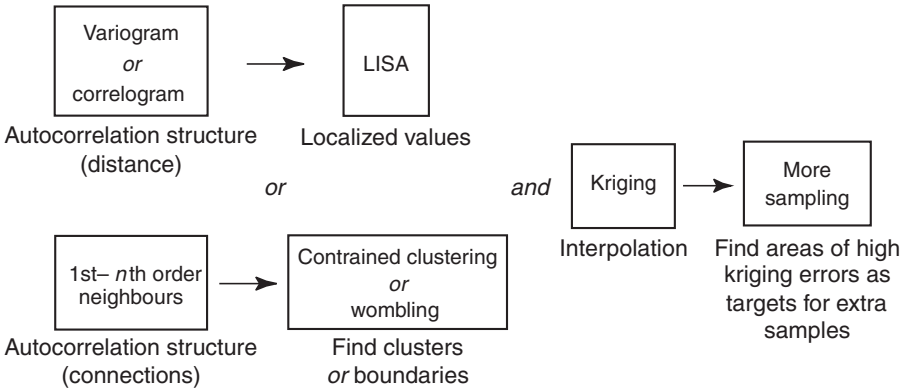 Variogram
or
correlogram
Autocorrelation structure
(distance)
LISA
Localized values
or
1st– nth order
neighbours
Autocorrelation structure
(connections)
Contrained clustering
or
wombling
Find clusters
or boundaries
and
Kriging
Interpolation
More
sampling
Find areas of high
kriging errors as
targets for extra
samples